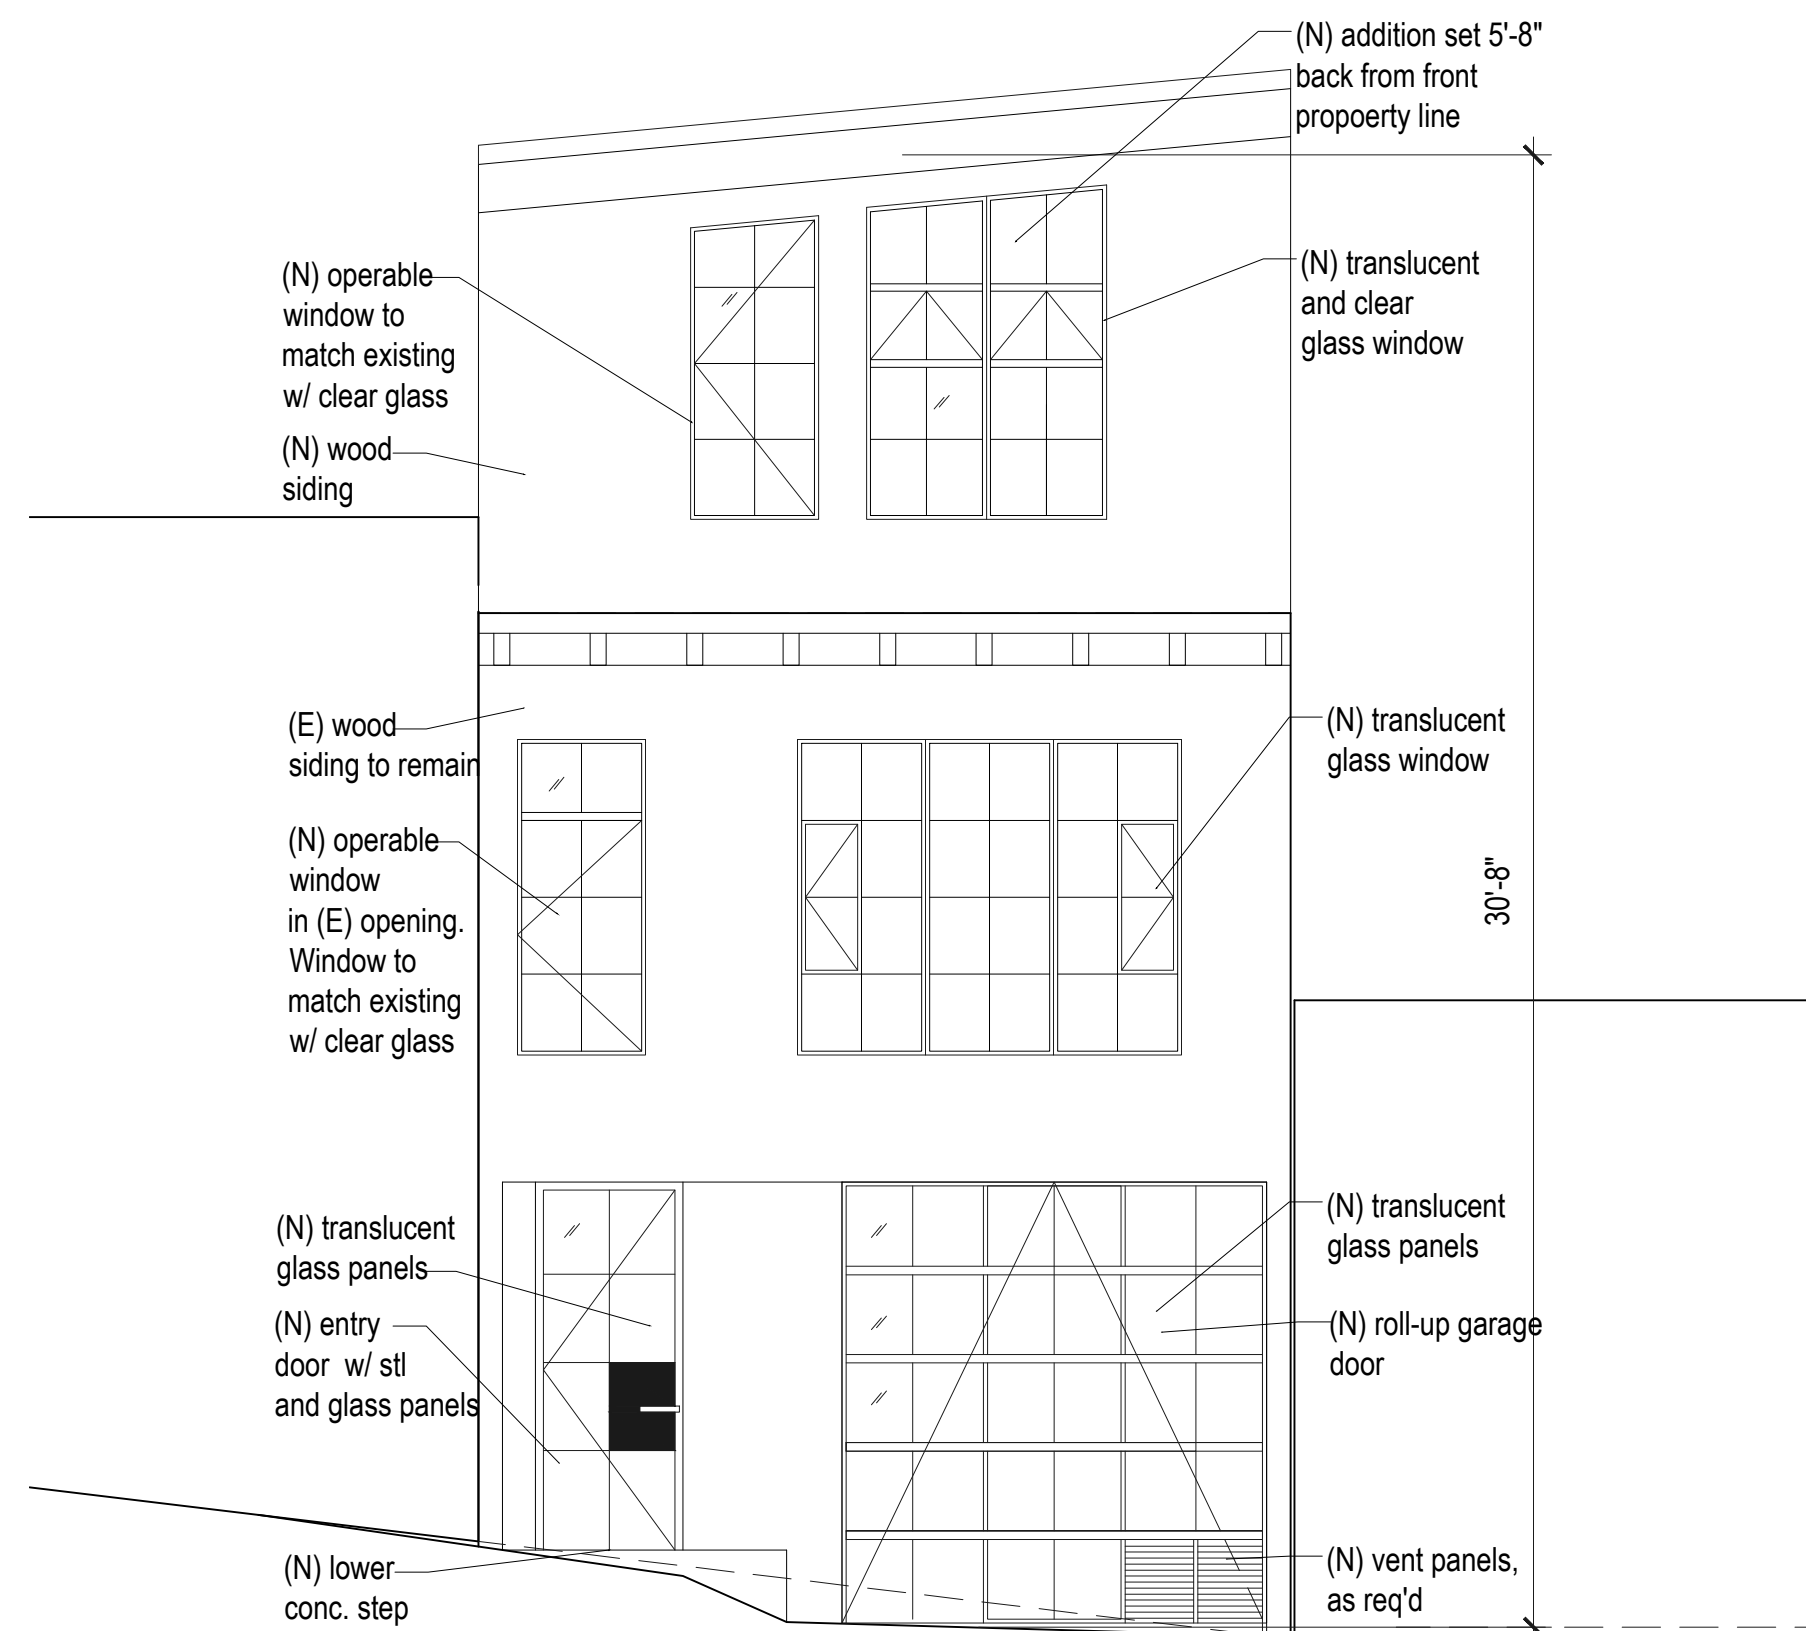 (N) addition set 5'-8"
back from front
propoerty line
(N) operable
window to
match existing
w/ clear glass
(N) translucent
and clear
glass window
(N) wood
siding
(E) wood
siding to remain
(N) translucent
glass window
(N) operable
window
in (E) opening.
Window to
match existing
w/ clear glass
30'-8"
(N) translucent
glass panels
(N) translucent
glass panels
(N) entry
door w/ stl
and glass panels
(N) roll-up garage
door
(N) lower
conc. step
(N) vent panels,
as req'd